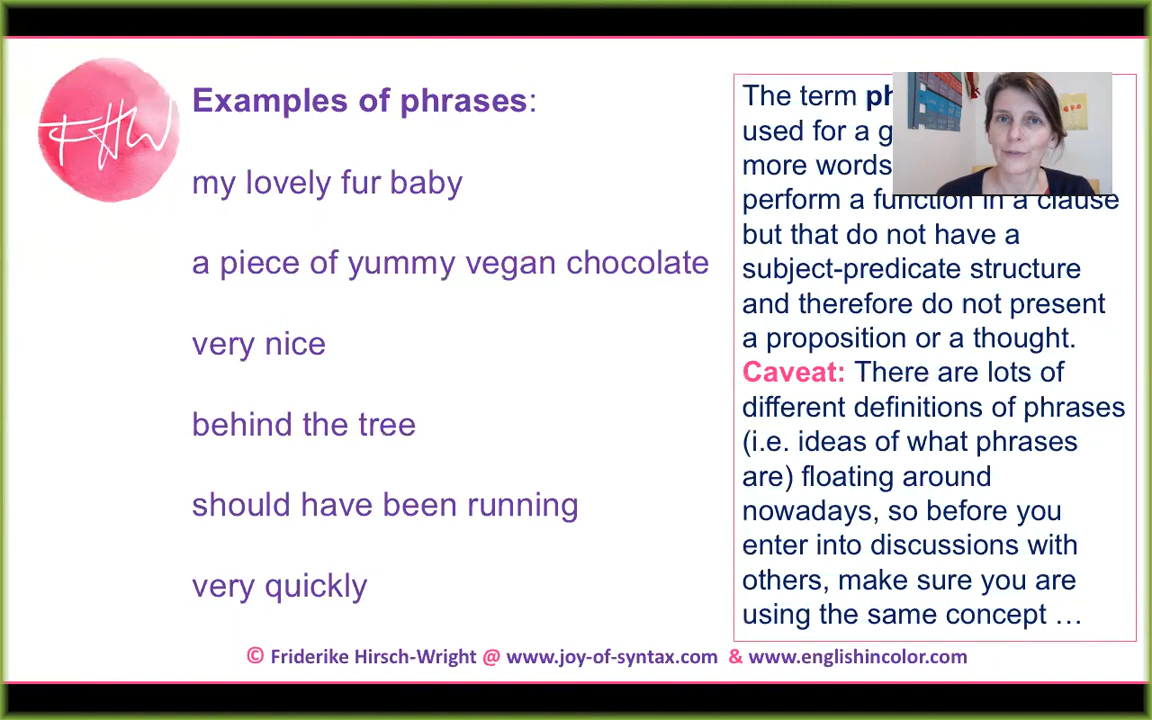 FHW
Examples of phrases:
my lovely fur baby
a piece of yummy vegan chocolate
very nice
behind the tree
should have been running
very quickly
The term
used for a
more words
perform a function in a clause
but that do not have a
subject-predicate structure
and therefore do not present
a proposition or a thought.
Caveat: There are lots of
different definitions of phrases
(i.e. ideas of what phrases
are) floating around
nowadays, so before you
enter into discussions with
others, make sure you are
using the same concept …
© Friderike Hirsch-Wright @ www.joy-of-syntax.com & www.englishincolor.com